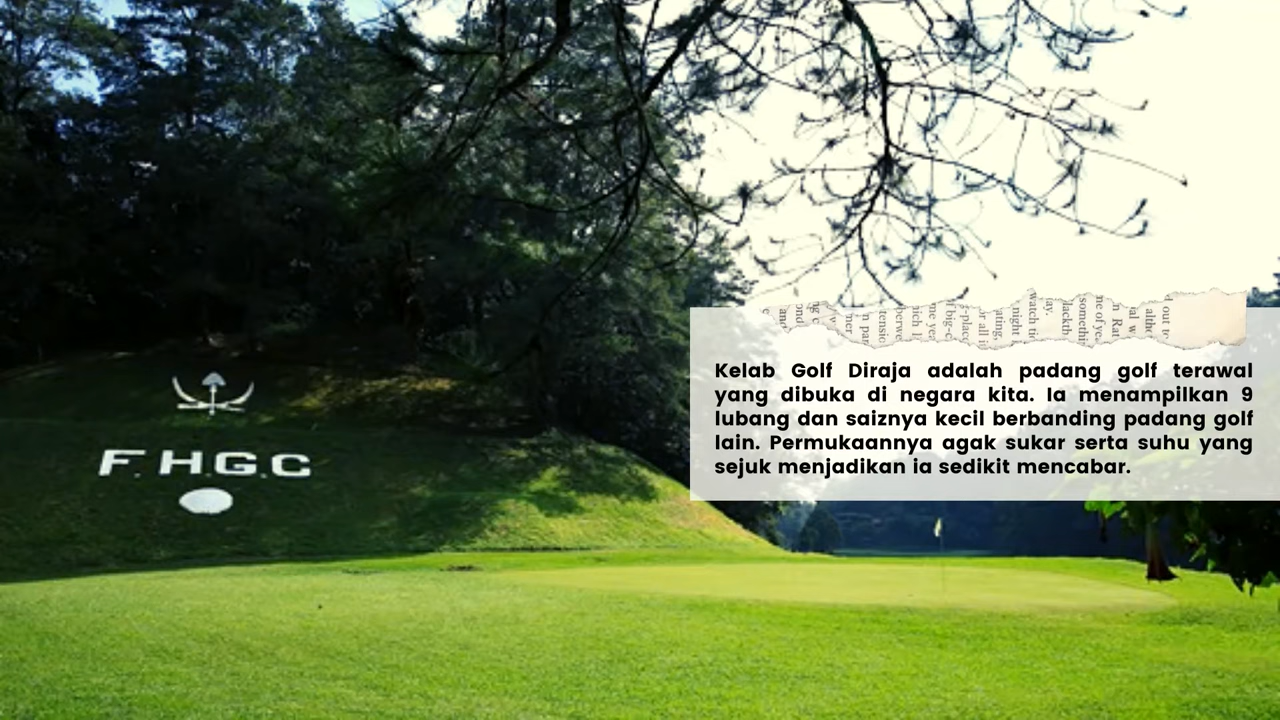 F.H.G.C
Kelab Golf Diraja adalah padang golf terawal
yang dibuka di negara kita. Ia menampilkan 9
lubang dan saiznya kecil berbanding padang golf
lain. Permukaannya agak sukar serta suhu yang
sejuk menjadikan ia sedikit mencabar.